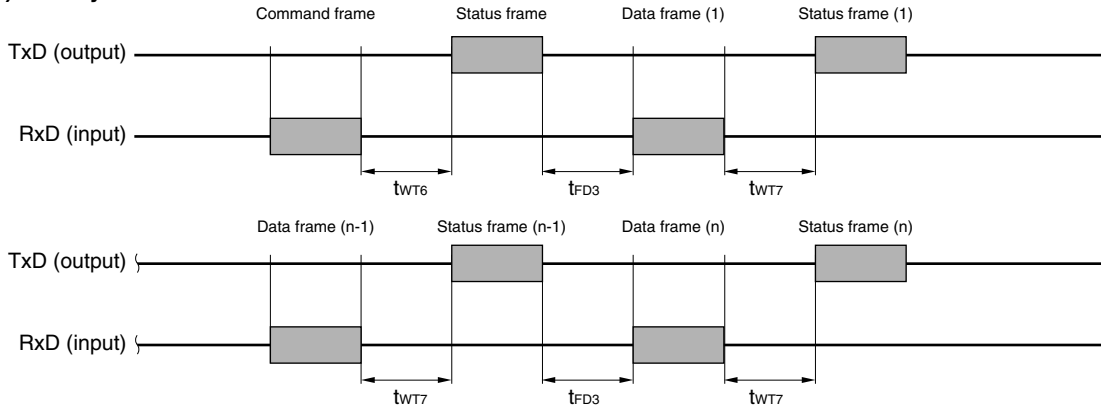 Command frame Status frame Data frame (1) Status frame (1)
TxD (output)
RxD (input)
tWT6 tFD3 tWT7
Data frame (n-1) Status frame (n-1) Data frame (n) Status frame (n)
TxD (output)
RxD (input)
tWT7 tFD3 tWT7